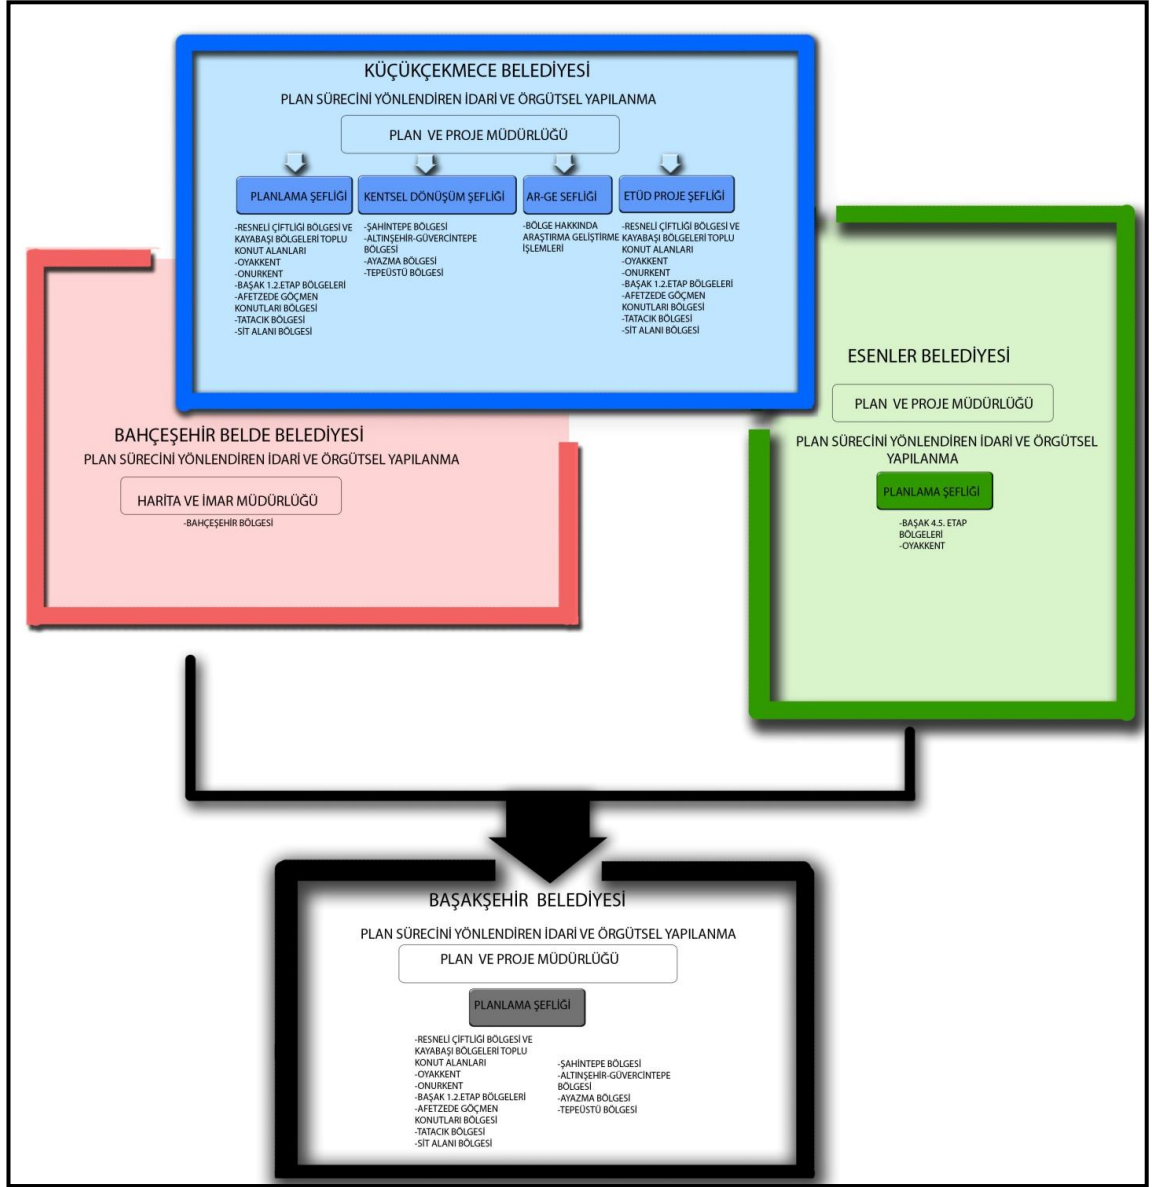 KÜÇÜKÇEKMECE BELEDİYESİ
PLAN SÜRECİNİ YÖNLENDİREN İDARİ VE ÖRGÜTSEL YAPILANMA
PLAN VE PROJE MÜDÜRLÜĞÜ
PLANLAMA ŞEFLİĞİ
-RESNELİ ÇİFTLİĞİ BÖLGESİ VE
KAYABAŞI BÖLGELERİ TOPLU
KONUT ALANLARI
-OYAKKENT
-ONURKENT
-BAŞAK 1.2.ETAP BÖLGELERİ
-AFETZEDE GÖÇMEN
KONUTLARI BÖLGESİ
-TATACIK BÖLGESİ
-SİT ALANI BÖLGESİ
KENTSEL DÖNÜŞÜM ŞEFLİĞİ
-ŞAHİNTEPE BÖLGESİ
-ALTINŞEHİR-GÜVERCİNTEPE
BÖLGESİ
-AYAZMA BÖLGESİ
-TEPEÜSTÜ BÖLGESİ
AR-GE SEFLİĞİ
-BÖLGE HAKKINDA
ARAŞTIRMA GELİŞTİRME
İŞLEMLERİ
ETÜD PROJE ŞEFLİĞİ
-RESNELİ ÇİFTLİĞİ BÖLGESİ VE
KAYABAŞI BÖLGELERİ TOPLU
KONUT ALANLARI
-OYAKKENT
-ONURKENT
-BAŞAK 1.2.ETAP BÖLGELERİ
-AFETZEDE GÖÇMEN
KONUTLARI BÖLGESİ
-TATACIK BÖLGESİ
-SİT ALANI BÖLGESİ
BAHÇEŞEHİR BELDE BELEDİYESİ
PLAN SÜRECİNİ YÖNLENDİREN İDARİ VE ÖRGÜTSEL YAPILANMA
HARİTA VE İMAR MÜDÜRLÜĞÜ
-BAHÇEŞEHİR BÖLGESİ
ESENLER BELEDİYESİ
PLAN VE PROJE MÜDÜRLÜĞÜ
PLAN SÜRECİNİ YÖNLENDİREN İDARİ VE ÖRGÜTSEL
YAPILANMA
PLANLAMA ŞEFLİĞİ
-BAŞAK 4.5. ETAP
BÖLGELERİ
-OYAKKENT
BAŞAKŞEHİR BELEDİYESİ
PLAN SÜRECİNİ YÖNLENDİREN İDARİ VE ÖRGÜTSEL YAPILANMA
PLAN VE PROJE MÜDÜRLÜĞÜ
PLANLAMA ŞEFLİĞİ
-RESNELİ ÇİFTLİĞİ BÖLGESİ VE
KAYABAŞI BÖLGELERİ TOPLU
KONUT ALANLARI
-OYAKKENT
-ONURKENT
-BAŞAK 1.2.ETAP BÖLGELERİ
-AFETZEDE GÖÇMEN
KONUTLARI BÖLGESİ
-TATACIK BÖLGESİ
-SİT ALANI BÖLGESİ
-ŞAHİNTEPE BÖLGESİ
-ALTINŞEHİR-GÜVERCİNTEPE
BÖLGESİ
-AYAZMA BÖLGESİ
-TEPEÜSTÜ BÖLGESİ